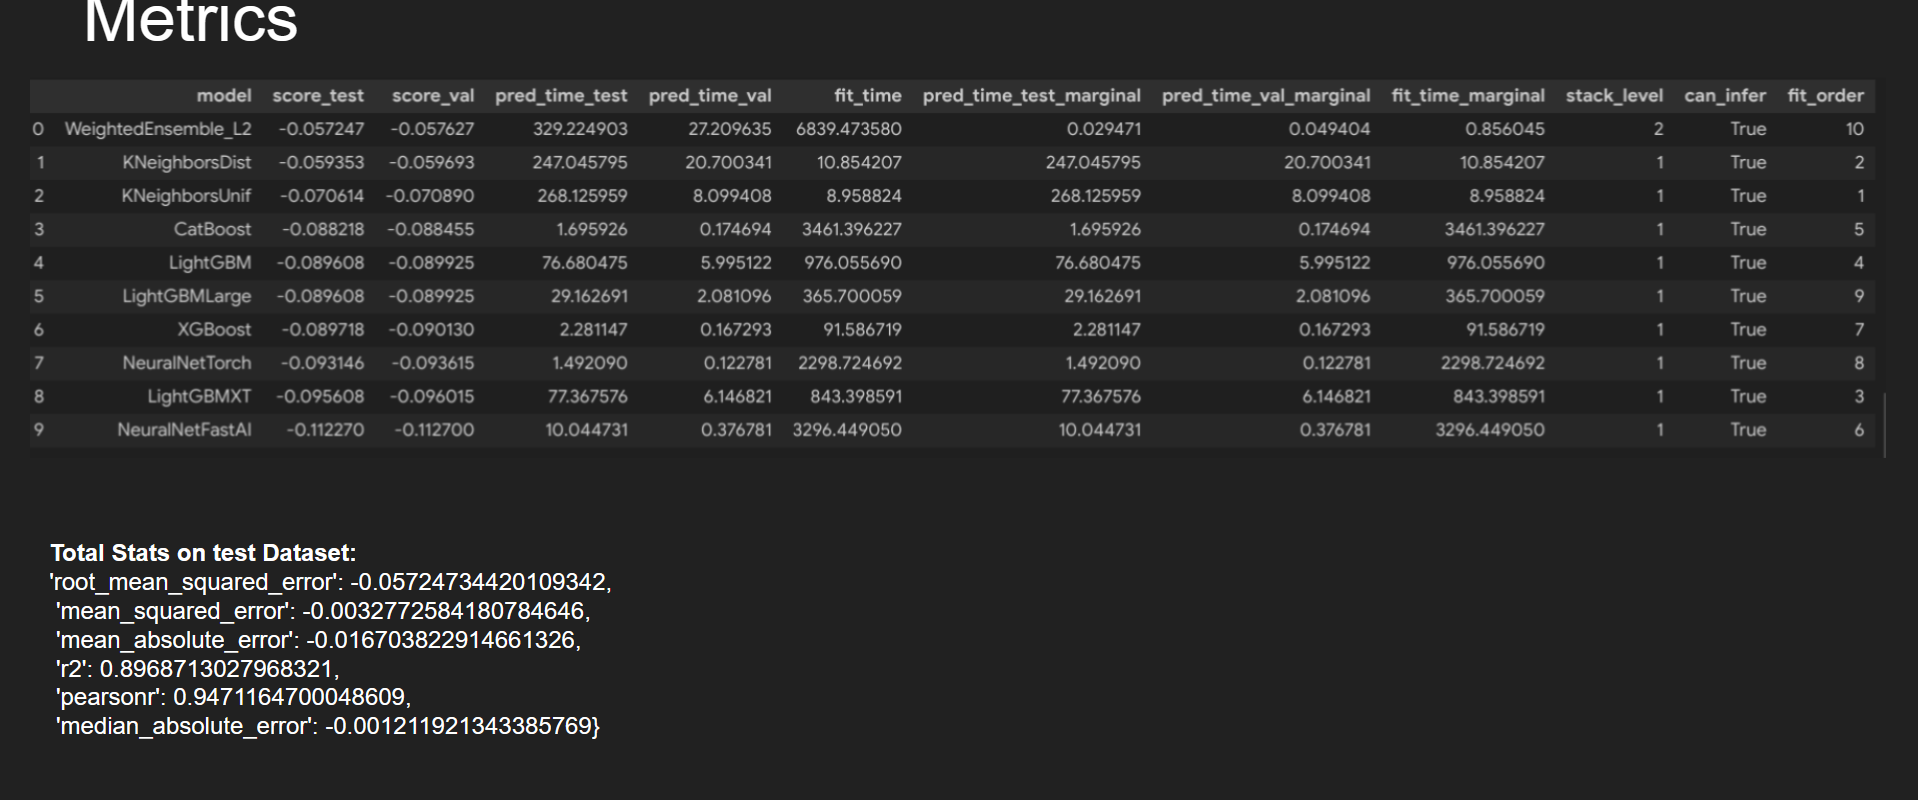 Metrics
model score_test score_val pred_time_test pred_time_val fit_time pred_time_test_marginal pred_time_val_marginal fit_time_marginal stack_level can_infer fit_order
0 WeightedEnsemble_L2 -0.057247 -0.057627 329.224903 27.209635 6839.473580 0.029471 0.049404 0.856045 2 True 10
1 KNeighborsDist -0.059353 -0.059693 247.045795 20.700341 10.854207 247.045795 20.700341 10.854207 1 True 2
2 KNeighborsUnif -0.070614 -0.070890 268.125959 8.099408 8.958824 268.125959 8.099408 8.958824 1 True 1
3 CatBoost -0.088218 -0.088455 1.695926 0.174694 3461.396227 1.695926 0.174694 3461.396227 1 True 5
4 LightGBM -0.089608 -0.089925 76.680475 5.995122 976.055690 76.680475 5.995122 976.055690 1 True 4
5 LightGBMLarge -0.089608 -0.089925 29.162691 2.081096 365.700059 29.162691 2.081096 365.700059 1 True 9
6 XGBoost -0.089718 -0.090130 2.281147 0.167293 91.586719 2.281147 0.167293 91.586719 1 True 7
7 NeuralNetTorch -0.093146 -0.093615 1.492090 0.122781 2298.724692 1.492090 0.122781 2298.724692 1 True 8
8 LightGBMXT -0.095608 -0.096015 77.367576 6.146821 843.398591 77.367576 6.146821 843.398591 1 True 3
9 NeuralNetFastAI -0.112270 -0.112700 10.044731 0.376781 3296.449050 10.044731 0.376781 3296.449050 1 True 6
Total Stats on test Dataset:
'root_mean_squared_error': -0.05724734420109342,
'mean_squared_error': -0.0032772584180784646,
'mean_absolute_error': -0.016703822914661326,
'r2': 0.8968713027968321,
'pearsonr': 0.9471164700048609,
'median_absolute_error': -0.001211921343385769}